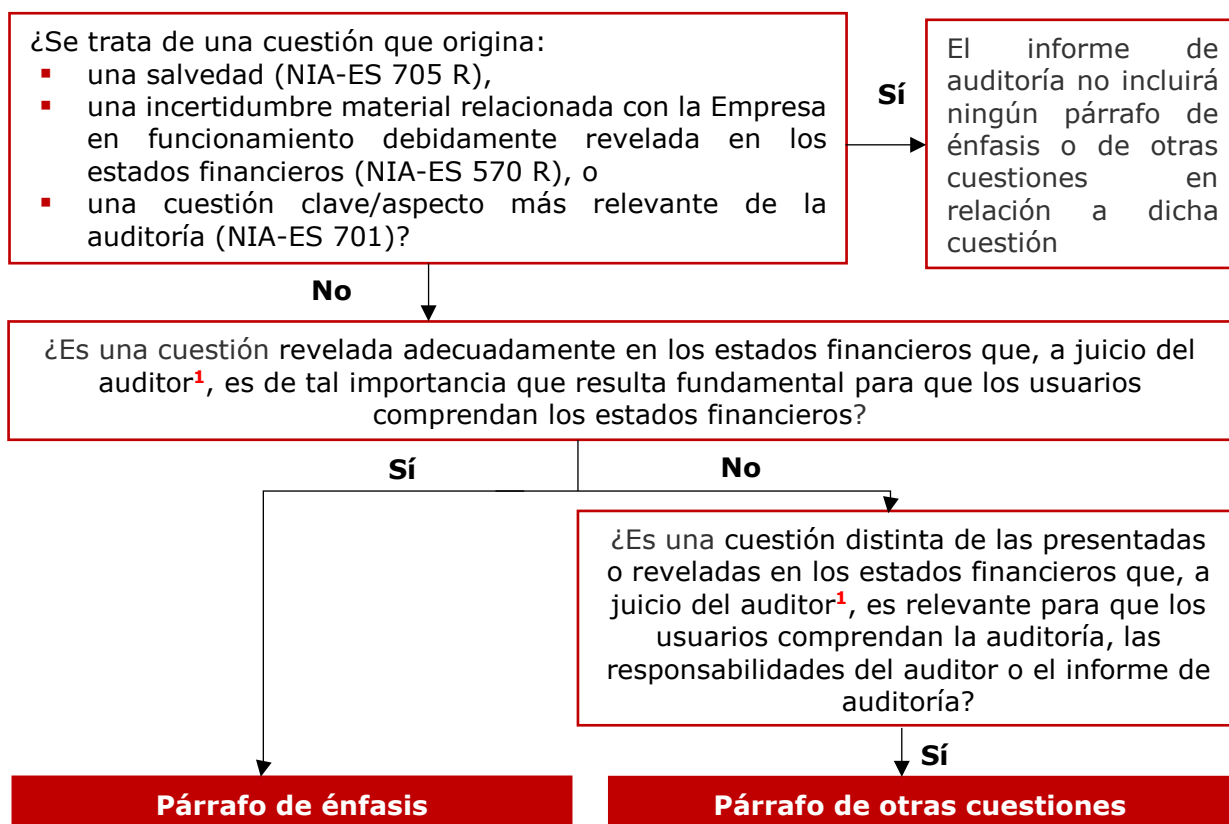 ¿Se trata de una cuestión que origina:
▪ una salvedad (NIA-ES 705 R),
▪ una incertidumbre material relacionada con la Empresa
en funcionamiento debidamente revelada en los
estados financieros (NIA-ES 570 R), o
▪ una cuestión clave/aspecto más relevante de la
auditoría (NIA-ES 701)?
Sí
El informe de
auditoría no incluirá
ningún párrafo de
énfasis o de otras
cuestiones en
relación a dicha
cuestión
No
¿Es una cuestión revelada adecuadamente en los estados financieros que, a juicio del
auditor1, es de tal importancia que resulta fundamental para que los usuarios
comprendan los estados financieros?
Sí
No
¿Es una cuestión distinta de las presentadas
o reveladas en los estados financieros que, a
juicio del auditor1, es relevante para que los
usuarios comprendan la auditoría, las
responsabilidades del auditor o el informe de
auditoría?
Sí
Párrafo de énfasis
Párrafo de otras cuestiones